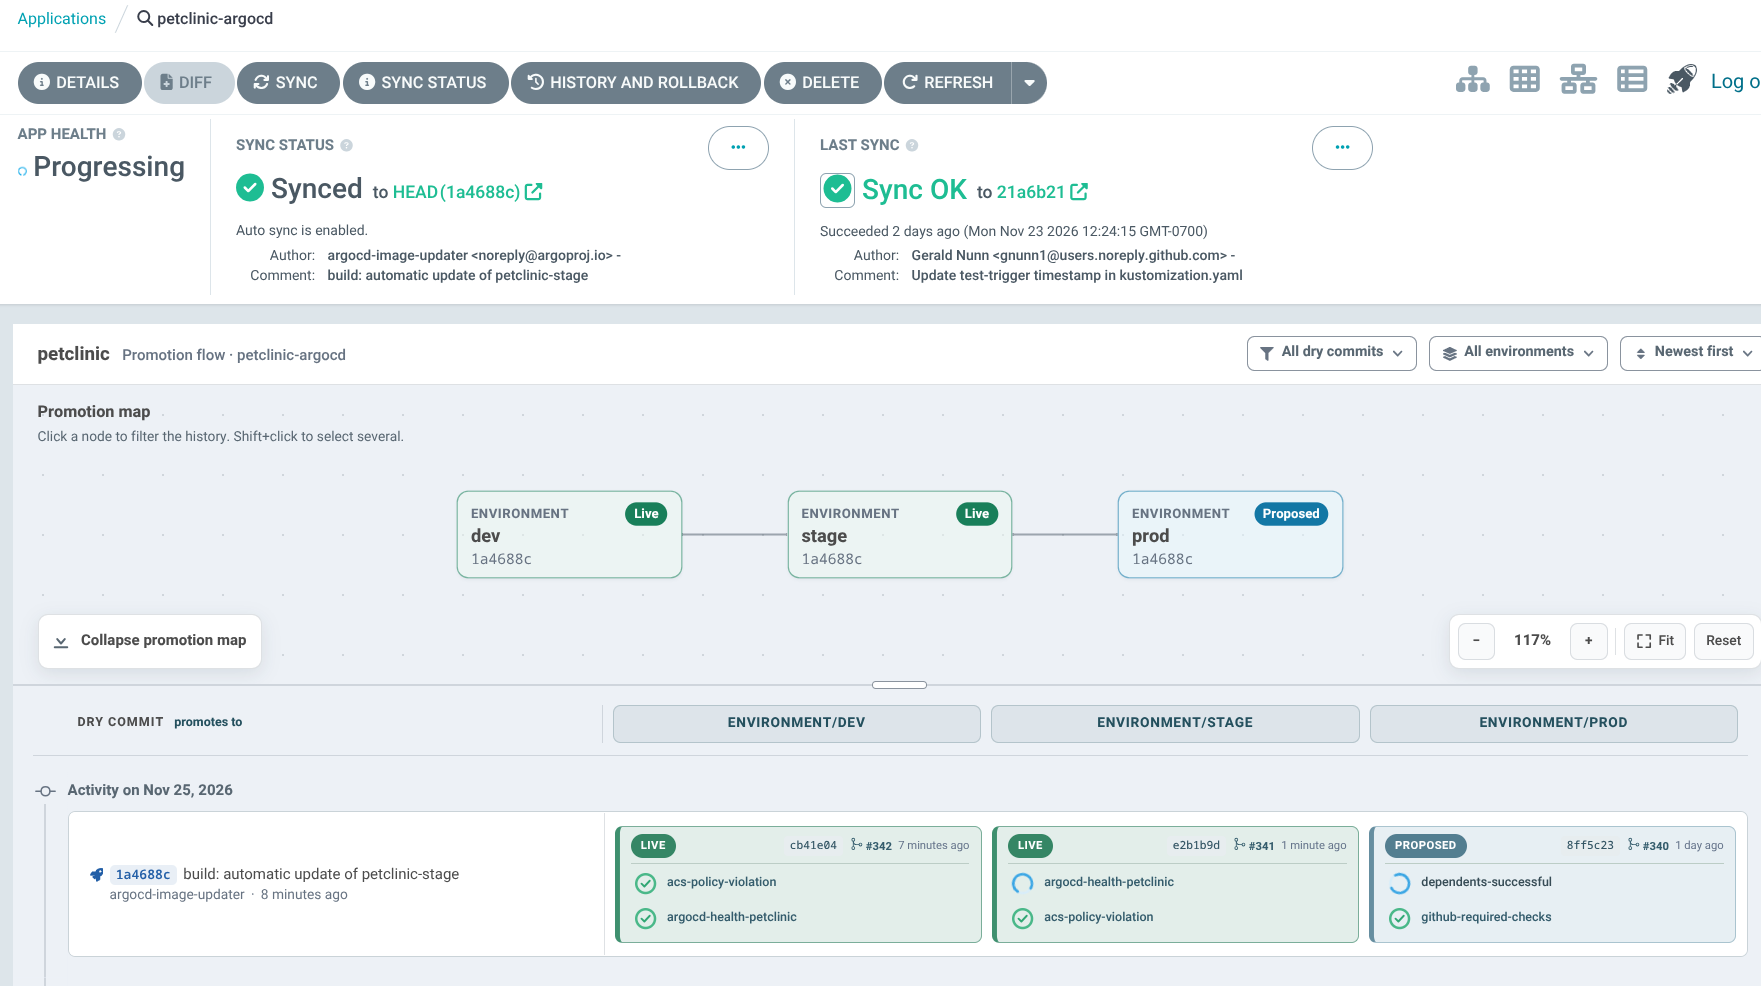 Applications / petclinic-argocd
DETAILS DIFF SYNC SYNC STATUS HISTORY AND ROLLBACK DELETE REFRESH
Log o
APP HEALTH
Progressing
SYNC STATUS
Synced to HEAD (1a4688c)
Auto sync is enabled.
Author: argocd-image-updater <noreply@argoproj.io> -
Comment: build: automatic update of petclinic-stage
LAST SYNC
Sync OK to 21a6b21
Succeeded 2 days ago (Mon Nov 23 2026 12:24:15 GMT-0700)
Author: Gerald Nunn <gnunn1@users.noreply.github.com> -
Comment: Update test-trigger timestamp in kustomization.yaml
petclinic Promotion flow · petclinic-argocd
All dry commits All environments Newest first
Promotion map
Click a node to filter the history. Shift+click to select several.
ENVIRONMENT Live
dev
1a4688c
ENVIRONMENT Live
stage
1a4688c
ENVIRONMENT Proposed
prod
1a4688c
Collapse promotion map
- 117% + Fit Reset
DRY COMMIT promotes to
ENVIRONMENT/DEV ENVIRONMENT/STAGE ENVIRONMENT/PROD
Activity on Nov 25, 2026
1a4688c build: automatic update of petclinic-stage
argocd-image-updater · 8 minutes ago
LIVE cb41e04 #342 7 minutes ago
acs-policy-violation
argocd-health-petclinic
LIVE e2b1b9d #341 1 minute ago
argocd-health-petclinic
acs-policy-violation
PROPOSED 8ff5c23 #340 1 day ago
dependents-successful
github-required-checks